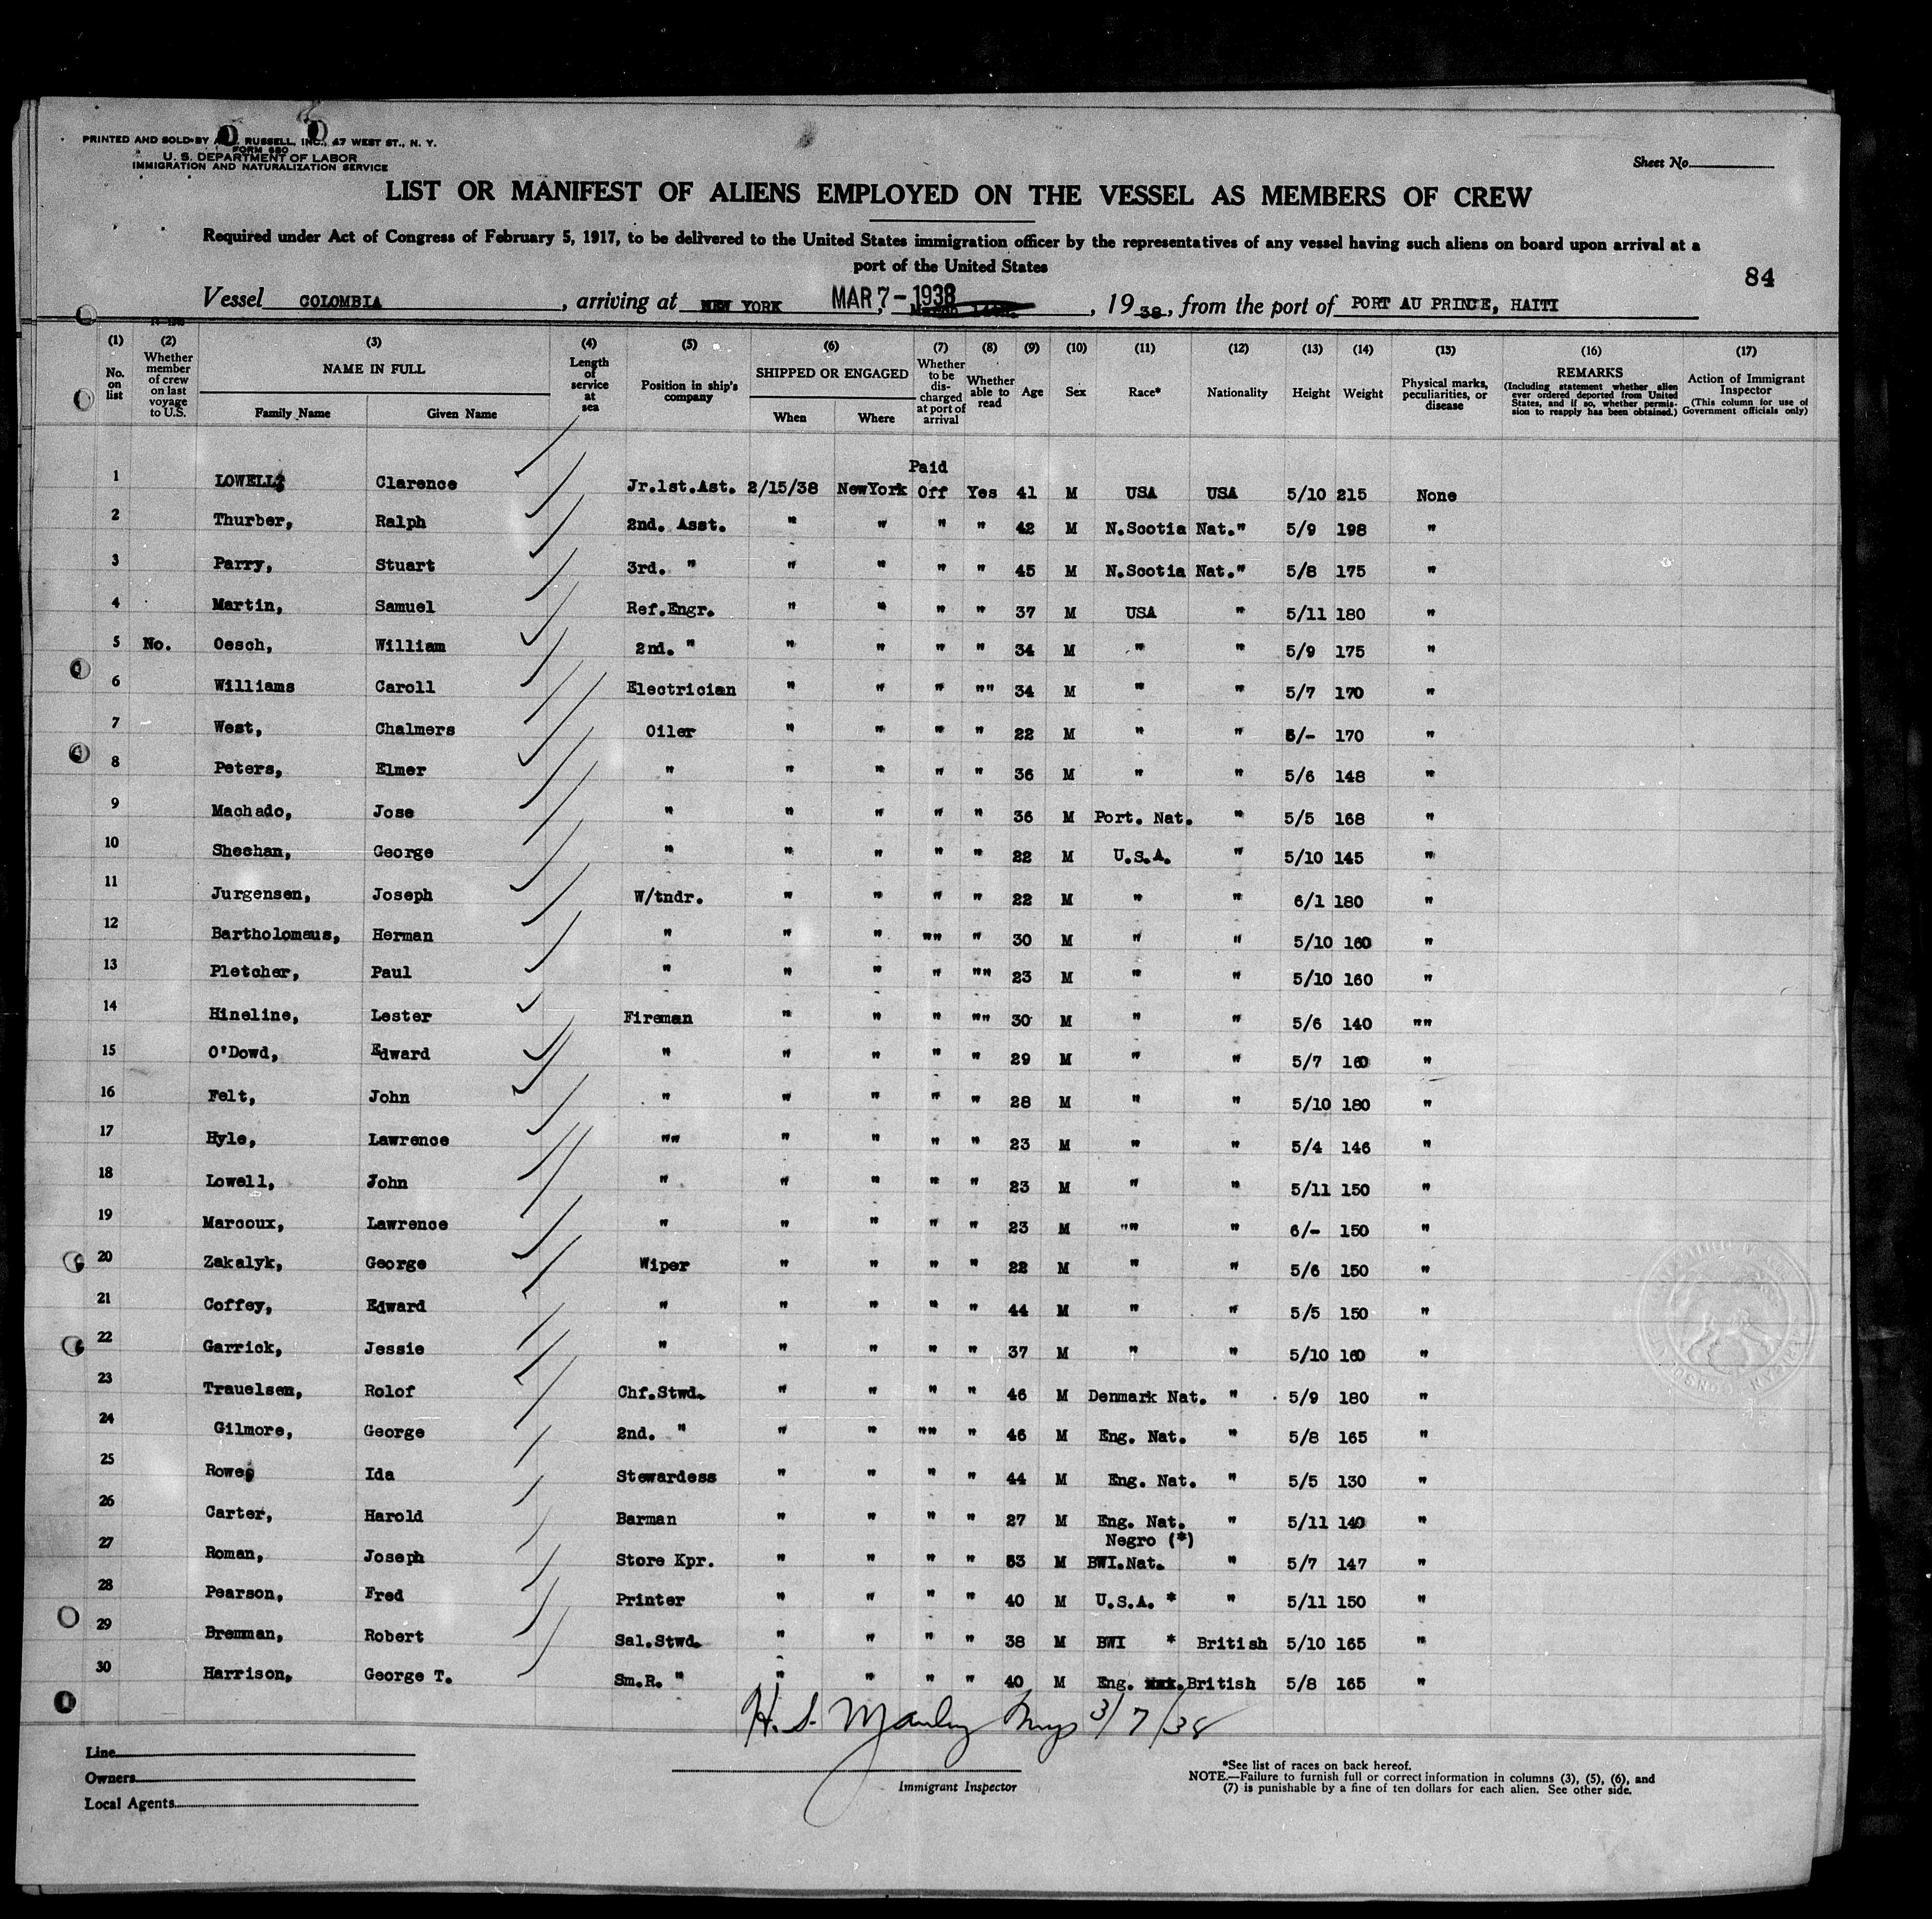 PRINTED AND SOLD BY RUSSELL, INC., 47 WEST ST., N. Y.
FORM 680
U. S. DEPARTMENT OF LABOR
IMMIGRATION AND NATURALIZATION SERVICE
Sheet No.
LIST OR MANIFEST OF ALIENS EMPLOYED ON THE VESSEL AS MEMBERS OF CREW
Required under Act of Congress of February 5, 1917, to be delivered to the United States immigration officer by the representatives of any vessel having such aliens on board upon arrival at a
port of the United States
84
Vessel COLOMBIA, arriving at NEW YORK MAR 7-1938, 1938, from the port of PORT AU PRINCE, HAITI
(1) (2) (3) (4) (5) (6) (7) (8) (9) (10) (11) (12) (13) (14) (15) (16) (17)
No. on list
Whether member of crew on last voyage to U.S.
NAME IN FULL
Family Name Given Name
Length of service at sea
Position in ship's company
SHIPPED OR ENGAGED
When Where
Whether to be discharged at port of arrival
Whether able to read
Age Sex Race* Nationality Height Weight
Physical marks, peculiarities, or disease
REMARKS
(Including statement whether alien ever ordered deported from United States, and if so, whether permission to reapply has been obtained.)
Action of Immigrant Inspector
(This column for use of Government officials only)
Paid
1 LOWELL, Clarence Jr.1st.Ast. 2/15/38 NewYork Off Yes 41 M USA USA 5/10 215 None
2 Thurber, Ralph 2nd. Asst. " " " " 42 M N.Scotia Nat." 5/9 198 "
3 Parry, Stuart 3rd. " " " " " 45 M N.Scotia Nat." 5/8 175 "
4 Martin, Samuel Ref.Engr. " " " " 37 M USA " 5/11 180 "
5 No. Oesch, William 2nd. " " " " " 34 M " " 5/9 175 "
6 Williams Caroll Electrician " " " "" 34 M " " 5/7 170 "
7 West, Chalmers Oiler " " " " 22 M " " 5/- 170 "
8 Peters, Elmer " " " " " 36 M " " 5/6 148 "
9 Machado, Jose " " " " " 36 M Port. Nat. " 5/5 168 "
10 Sheehan, George " " " " " 22 M U.S.A. " 5/10 145 "
11 Jurgensen, Joseph W/tndr. " " " " 22 M " " 6/1 180 "
12 Bartholomaus, Herman " " " "" " 30 M " " 5/10 160 "
13 Pletcher, Paul " " " " "" 23 M " " 5/10 160 "
14 Hineline, Lester Fireman " " " "" 30 M " " 5/6 140 ""
15 O'Dowd, Edward " " " " " 29 M " " 5/7 160 "
16 Felt, John " " " " " 28 M " " 5/10 180 "
17 Hyle, Lawrence "" " " " " 23 M " " 5/4 146 "
18 Lowell, John " " " " " 23 M " " 5/11 150 "
19 Marcoux, Lawrence " " " " " 23 M "" " 6/- 150 "
20 Zakalyk, George Wiper " " " " 22 M " " 5/6 150 "
21 Coffey, Edward " " " " " 44 M " " 5/5 150 "
22 Garrick, Jessie " " " " " 37 M " " 5/10 160 "
23 Trauelsen, Rolof Chf.Stwd. " " " " 46 M Denmark Nat. " 5/9 180 "
24 Gilmore, George 2nd. " " " "" " 46 M Eng. Nat. " 5/8 165 "
25 Rowe, Ida Stewardess " " " " 44 M Eng. Nat. " 5/5 130 "
26 Carter, Harold Barman " " " " 27 M Eng. Nat. " 5/11 140 "
Negro (*)
27 Roman, Joseph Store Kpr. " " " " 53 M BWI.Nat. " 5/7 147 "
28 Pearson, Fred Printer " " " " 40 M U.S.A. * " 5/11 150 "
29 Bremman, Robert Sal.Stwd. " " " " 38 M BWI * British 5/10 165 "
30 Harrison, George T. Sm.R. " " " " " 40 M Eng. British 5/8 165 "
H. S. Manley 3/7/38
Line
Owners
Local Agents
Immigrant Inspector
*See list of races on back hereof.
NOTE.—Failure to furnish full or correct information in columns (3), (5), (6), and
(7) is punishable by a fine of ten dollars for each alien. See other side.